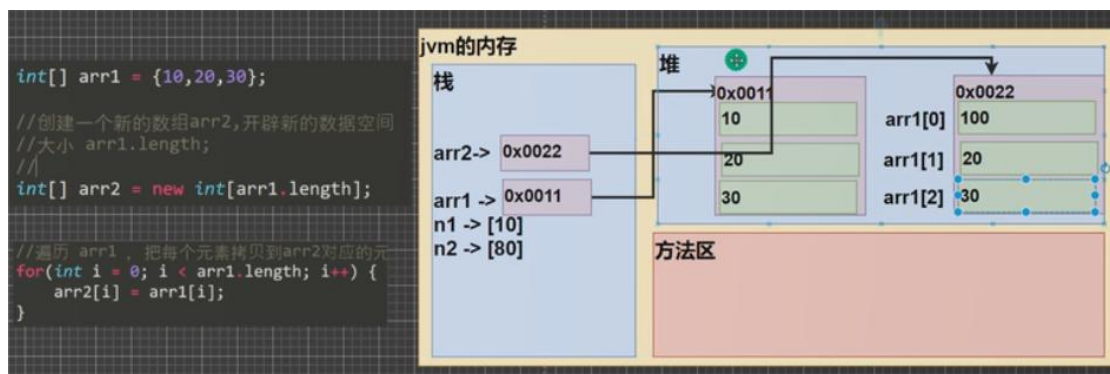 int[] arr1 = {10,20,30};
//创建一个新的数组arr2,开辟新的数据空间
//大小 arr1.length;
//
int[] arr2 = new int[arr1.length];
//遍历 arr1 ，把每个元素拷贝到arr2对应的元
for(int i = 0; i < arr1.length; i++) {
arr2[i] = arr1[i];
}
jvm的内存
栈
arr2-> 0x0022
arr1 -> 0x0011
n1 -> [10]
n2 -> [80]
堆
0x0011
10
20
30
0x0022
arr1[0] 100
arr1[1] 20
arr1[2] 30
方法区